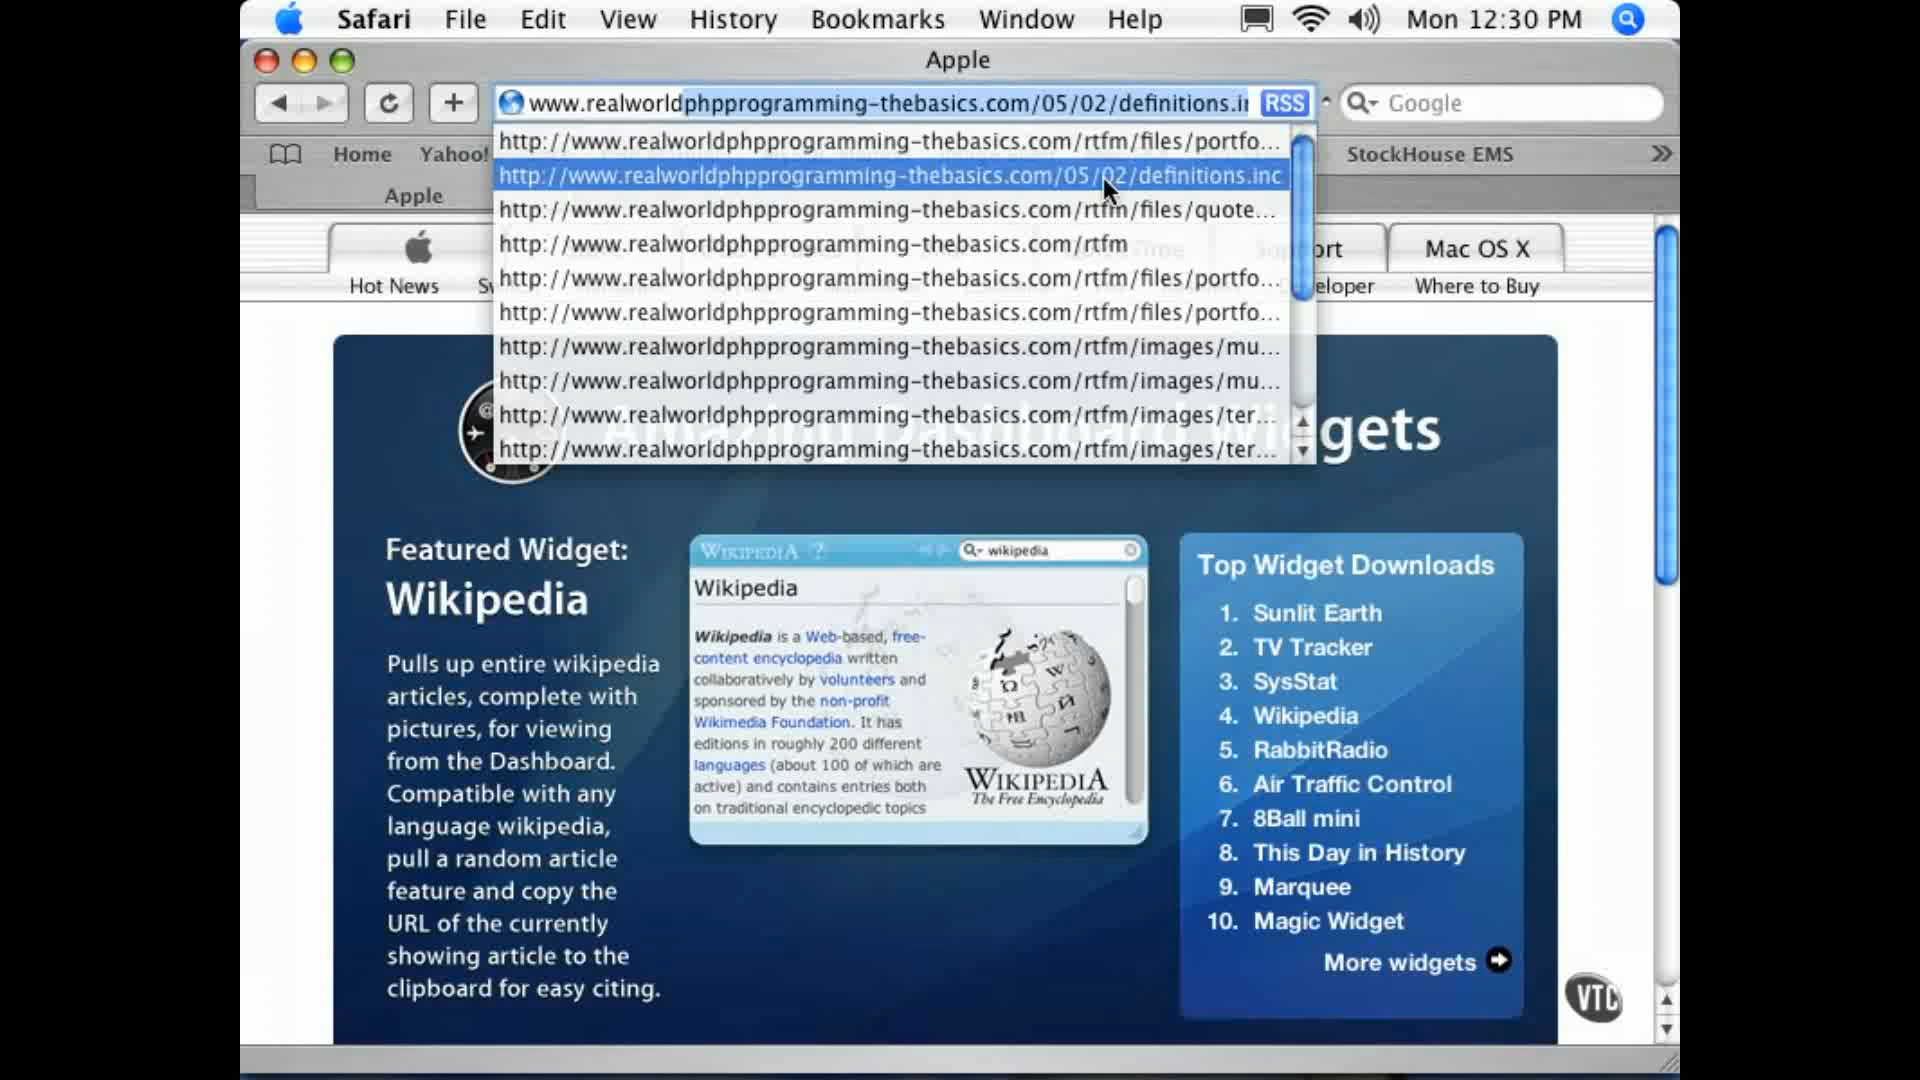 Safari File Edit View History Bookmarks Window Help Mon 12:30 PM
Apple
www.realworldphpprogramming-thebasics.com/05/02/definitions.in RSS Google
http://www.realworldphpprogramming-thebasics.com/rtfm/files/portfo...
Home Yahoo! StockHouse EMS
http://www.realworldphpprogramming-thebasics.com/05/02/definitions.inc
Apple
http://www.realworldphpprogramming-thebasics.com/rtfm/files/quote...
http://www.realworldphpprogramming-thebasics.com/rtfm
Mac OS X
http://www.realworldphpprogramming-thebasics.com/rtfm/files/portfo...
Hot News eloper Where to Buy
http://www.realworldphpprogramming-thebasics.com/rtfm/files/portfo...
http://www.realworldphpprogramming-thebasics.com/rtfm/images/mu...
http://www.realworldphpprogramming-thebasics.com/rtfm/images/mu...
http://www.realworldphpprogramming-thebasics.com/rtfm/images/ter...
Amazing Dashboard Widgets
http://www.realworldphpprogramming-thebasics.com/rtfm/images/ter...
Featured Widget:
Wikipedia
Pulls up entire wikipedia
articles, complete with
pictures, for viewing
from the Dashboard.
Compatible with any
language wikipedia,
pull a random article
feature and copy the
URL of the currently
showing article to the
clipboard for easy citing.
WIKIPEDIA ? wikipedia
Wikipedia
Wikipedia is a Web-based, free-
content encyclopedia written
collaboratively by volunteers and
sponsored by the non-profit
Wikimedia Foundation. It has
editions in roughly 200 different
languages (about 100 of which are
active) and contains entries both
on traditional encyclopedic topics
WIKIPEDIA
The Free Encyclopedia
Top Widget Downloads
1. Sunlit Earth
2. TV Tracker
3. SysStat
4. Wikipedia
5. RabbitRadio
6. Air Traffic Control
7. 8Ball mini
8. This Day in History
9. Marquee
10. Magic Widget
More widgets
VTC